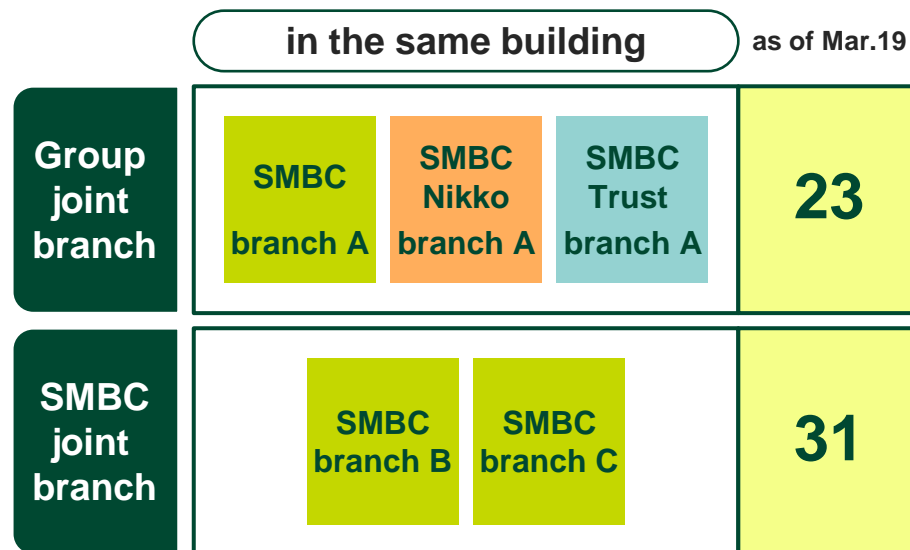 in the same building
as of Mar.19
Group
joint
branch
SMBC
branch A
SMBC
Nikko
branch A
SMBC
Trust
branch A
23
SMBC
joint
branch
SMBC
branch B
SMBC
branch C
31